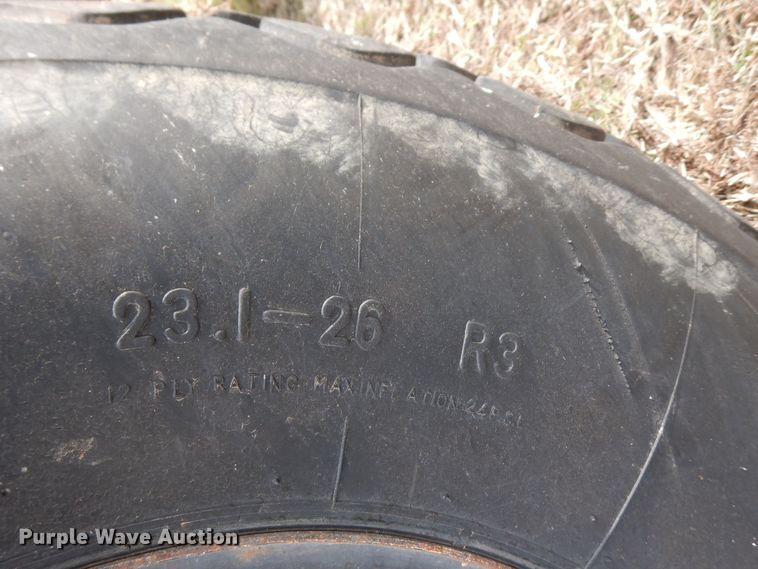 23.1-26 R3
12 PLY RATING MAX INFLATION 24 PSI
Purple Wave Auction